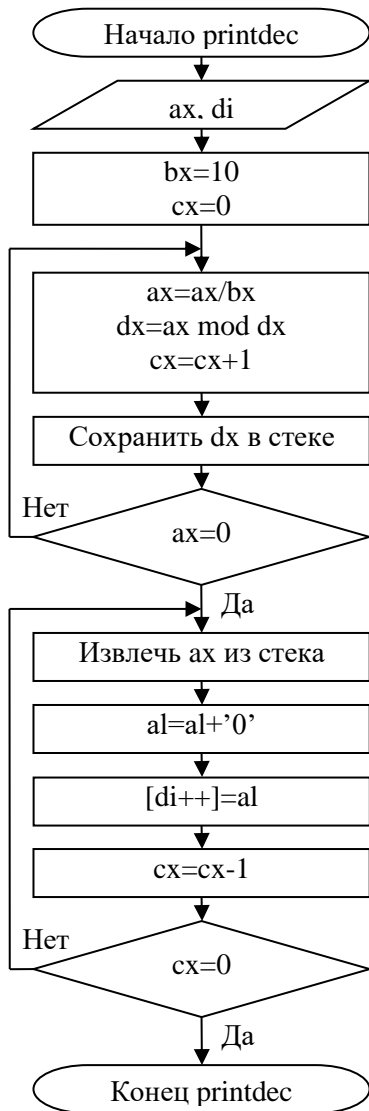 Начало printdec
ax, di
bx=10
cx=0
ax=ax/bx
dx=ax mod dx
cx=cx+1
Сохранить dx в стеке
Нет
ax=0
Да
Извлечь ax из стека
al=al+’0’
[di++]=al
cx=cx-1
Нет
cx=0
Да
Конец printdec